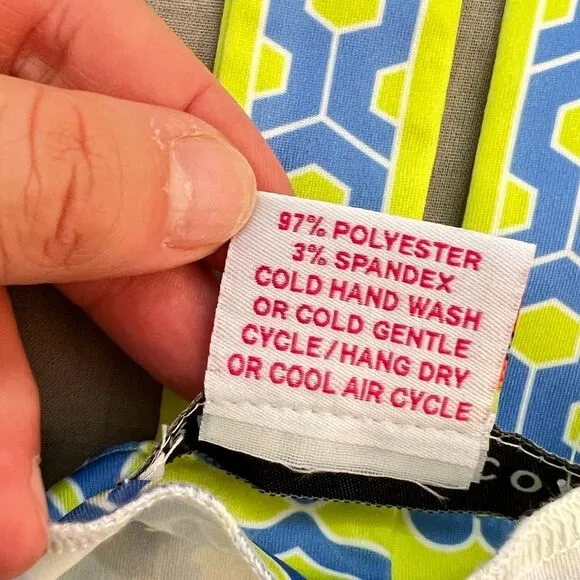 97% POLYESTER
3% SPANDEX
COLD HAND WASH
OR COLD GENTLE
CYCLE/HANG DRY
OR COOL AIR CYCLE